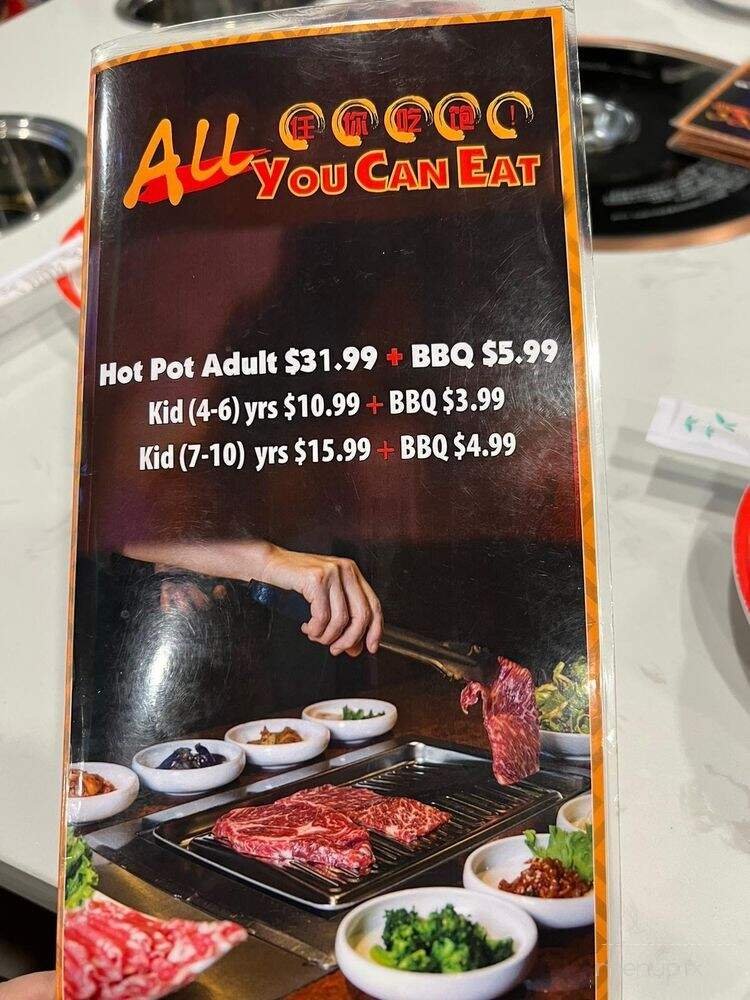 任你吃饱!
All You Can Eat
Hot Pot Adult $31.99 + BBQ $5.99
Kid (4-6) yrs $10.99 + BBQ $3.99
Kid (7-10) yrs $15.99 + BBQ $4.99